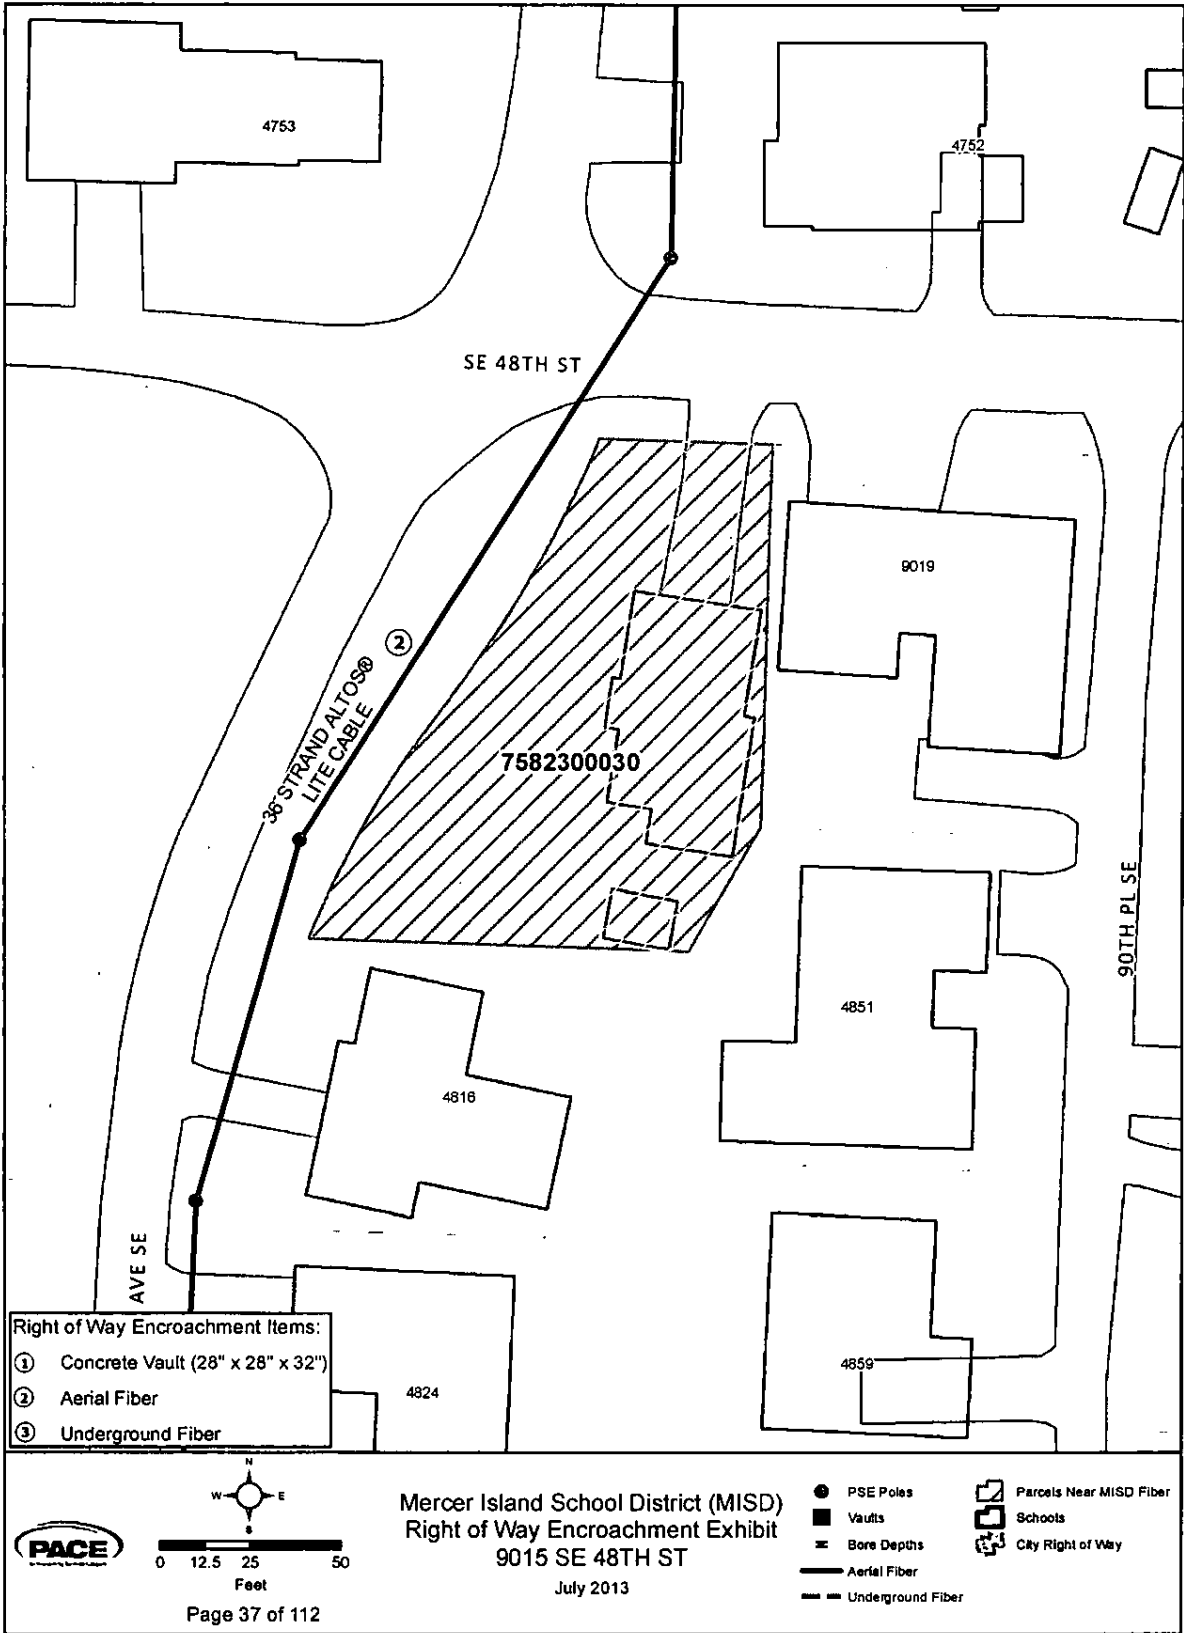 4753
4752
SE 48TH ST
9019
2
36 STRAND ALTOS®
LITE CABLE
7582300030
90TH PL SE
4851
4816
AVE SE
4824
4859
Right of Way Encroachment Items:
1 Concrete Vault (28" x 28" x 32")
2 Aerial Fiber
3 Underground Fiber
PACE
N
W E
S
0 12.5 25 50
Feet
Page 37 of 112
Mercer Island School District (MISD)
Right of Way Encroachment Exhibit
9015 SE 48TH ST
July 2013
PSE Poles
Vaults
Bore Depths
Aerial Fiber
Underground Fiber
Parcels Near MISD Fiber
Schools
City Right of Way